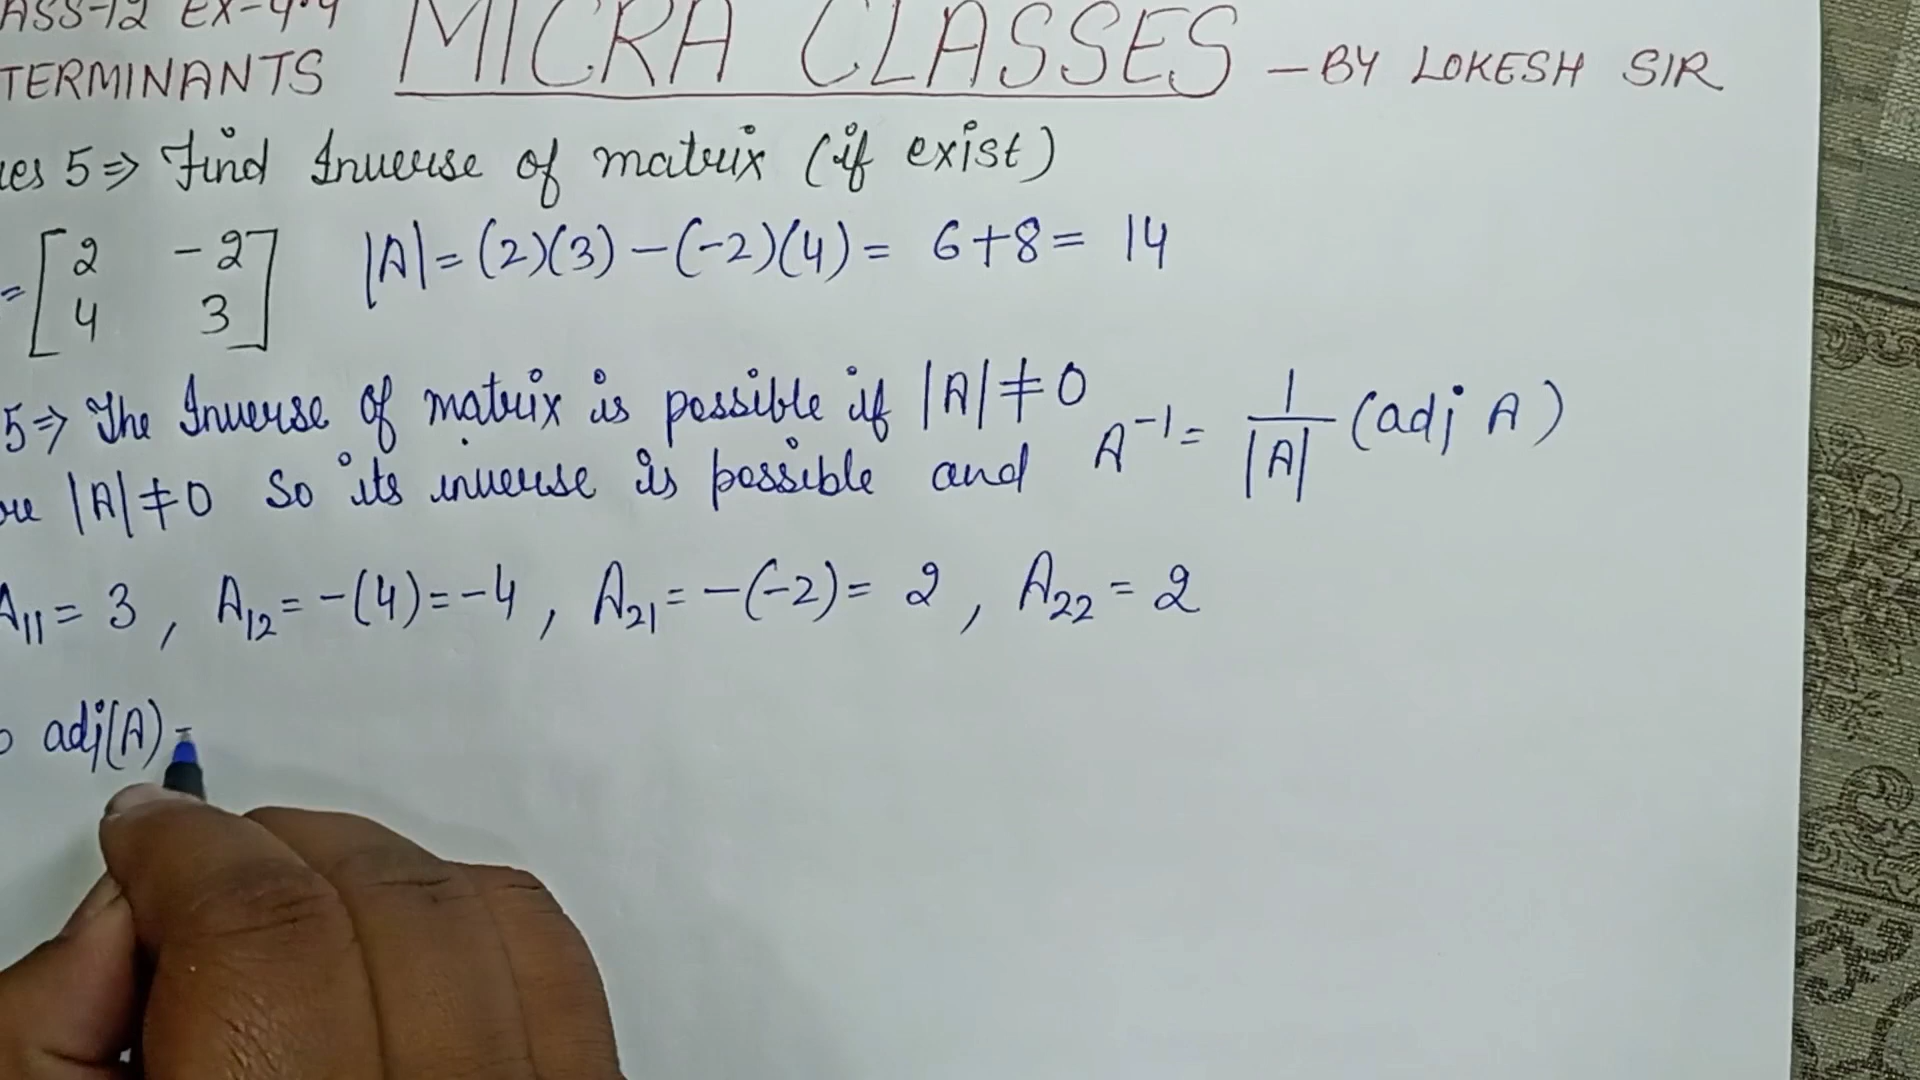 ASS-12 EX-4.4
TERMINANTS MICRA CLASSES - BY LOKESH SIR
ues 5⇒ Find Inverse of matrix (if exist)
= [2 -2
4 3] |A| = (2)(3) - (-2)(4) = 6+8 = 14
5⇒ The Inverse of matrix is possible if |A| ≠ 0
re |A| ≠ 0 So its inverse is possible and A⁻¹ = 1/|A| (adj A)
A₁₁ = 3 , A₁₂ = -(4) = -4 , A₂₁ = -(-2) = 2 , A₂₂ = 2
o adj(A) =